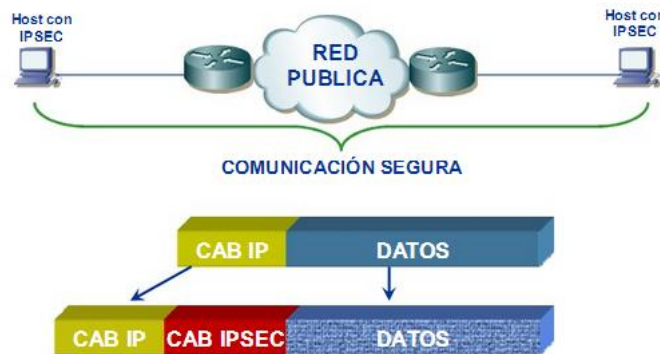 Host con
IPSEC
Host con
IPSEC
RED
PUBLICA
COMUNICACIÓN SEGURA
CAB IP
DATOS
CAB IP
CAB IPSEC
DATOS